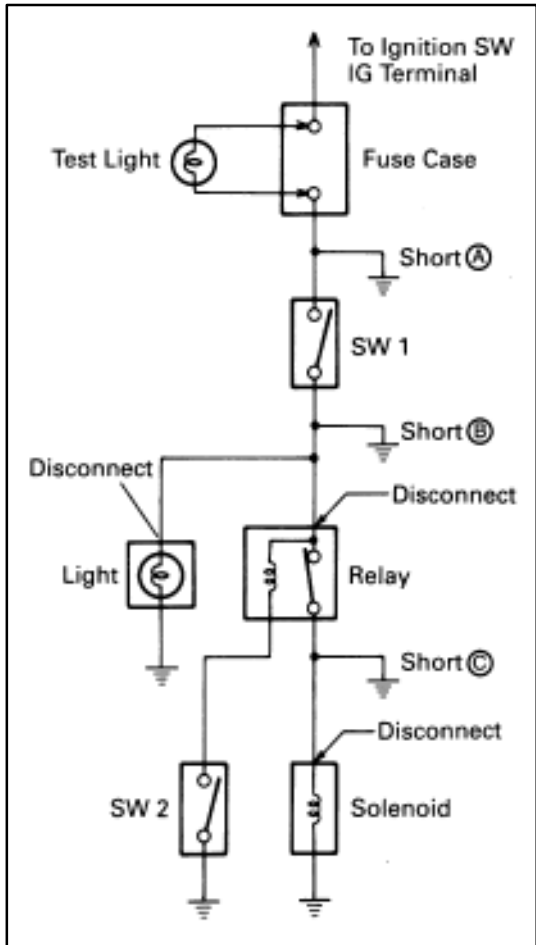 To Ignition SW
IG Terminal
Test Light
Fuse Case
Short Ⓐ
SW 1
Short Ⓑ
Disconnect
Disconnect
Light
Relay
Short Ⓒ
Disconnect
SW 2
Solenoid